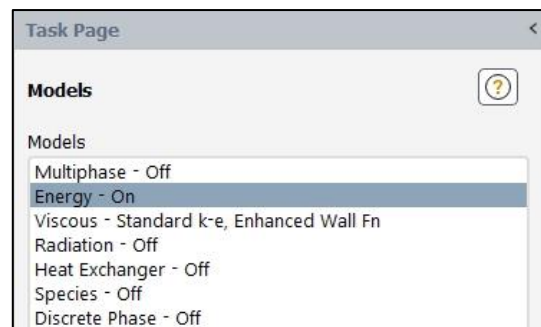 Task Page
Models
Models
Multiphase - Off
Energy - On
Viscous - Standard k-e, Enhanced Wall Fn
Radiation - Off
Heat Exchanger - Off
Species - Off
Discrete Phase - Off